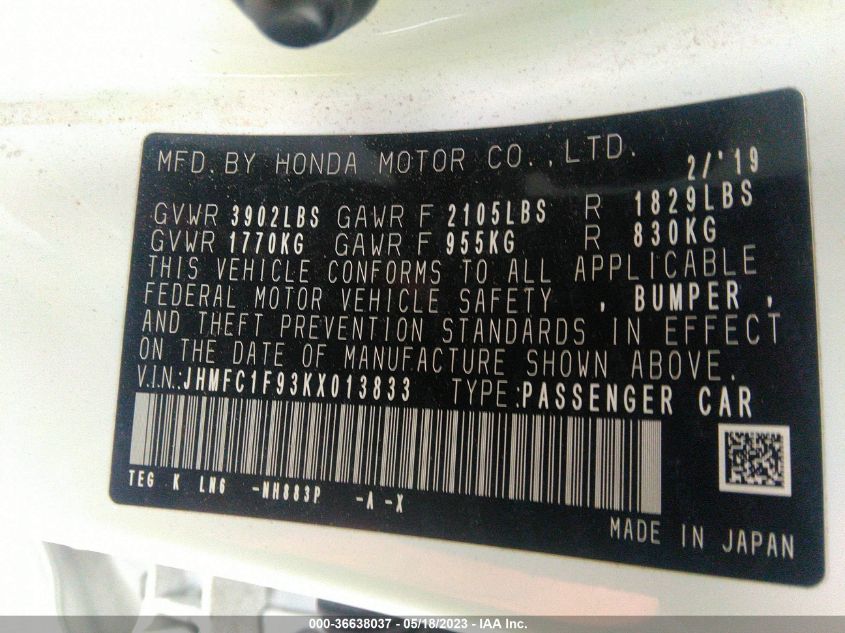 MFD. BY HONDA MOTOR CO., LTD. 2/'19
GVWR 3902LBS GAWR F 2105LBS R 1829LBS
GVWR 1770KG GAWR F 955KG R 830KG
THIS VEHICLE CONFORMS TO ALL APPLICABLE
FEDERAL MOTOR VEHICLE SAFETY , BUMPER ,
AND THEFT PREVENTION STANDARDS IN EFFECT
ON THE DATE OF MANUFACTURE SHOWN ABOVE.
V.I.N.:JHMFC1F93KX013833 TYPE:PASSENGER CAR
TEG K LN6 -NH883P -A -X
MADE IN JAPAN
000-36638037 - 05/18/2023 - IAA Inc.